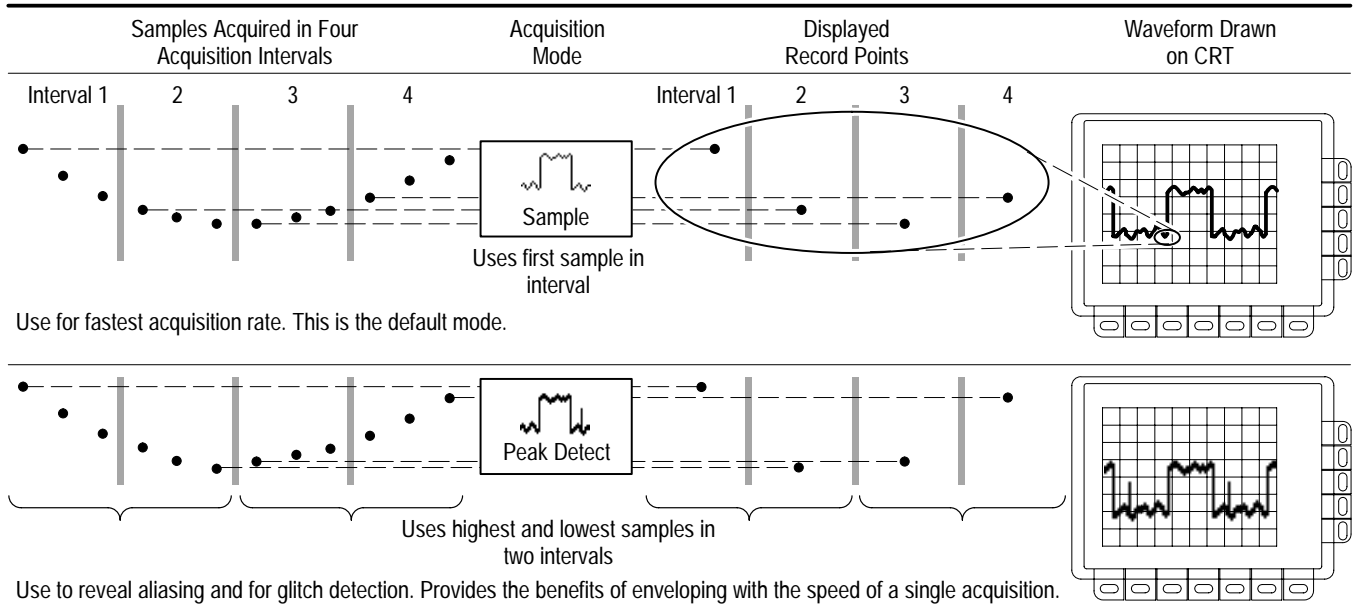 Samples Acquired in Four
Acquisition Intervals
Acquisition
Mode
Displayed
Record Points
Waveform Drawn
on CRT
Interval 1 2 3 4
Interval 1 2 3 4
Sample
Uses first sample in
interval
Use for fastest acquisition rate. This is the default mode.
Peak Detect
Uses highest and lowest samples in
two intervals
Use to reveal aliasing and for glitch detection. Provides the benefits of enveloping with the speed of a single acquisition.